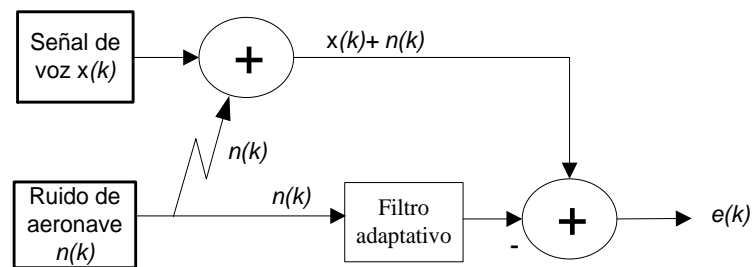 Señal de
voz x(k)
+
x(k)+ n(k)
n(k)
Ruido de
aeronave
n(k)
n(k)
Filtro
adaptativo
-
+
e(k)